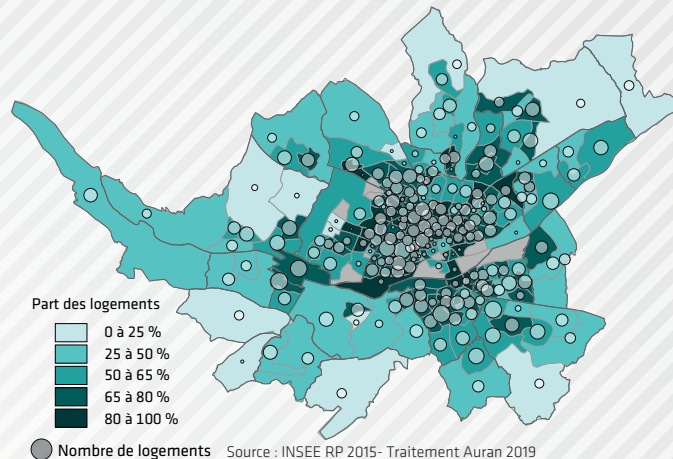 Part des logements
0 à 25 %
25 à 50 %
50 à 65 %
65 à 80 %
80 à 100 %
Nombre de logements Source : INSEE RP 2015- Traitement Auran 2019